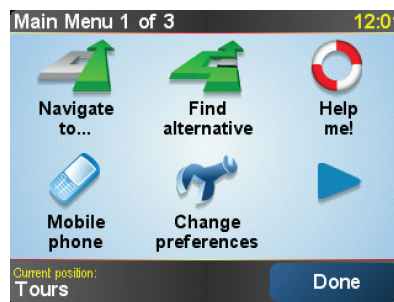 Main Menu 1 of 3
12:0
Navigate to...
Find alternative
Help me!
Mobile phone
Change preferences
Current position:
Tours
Done